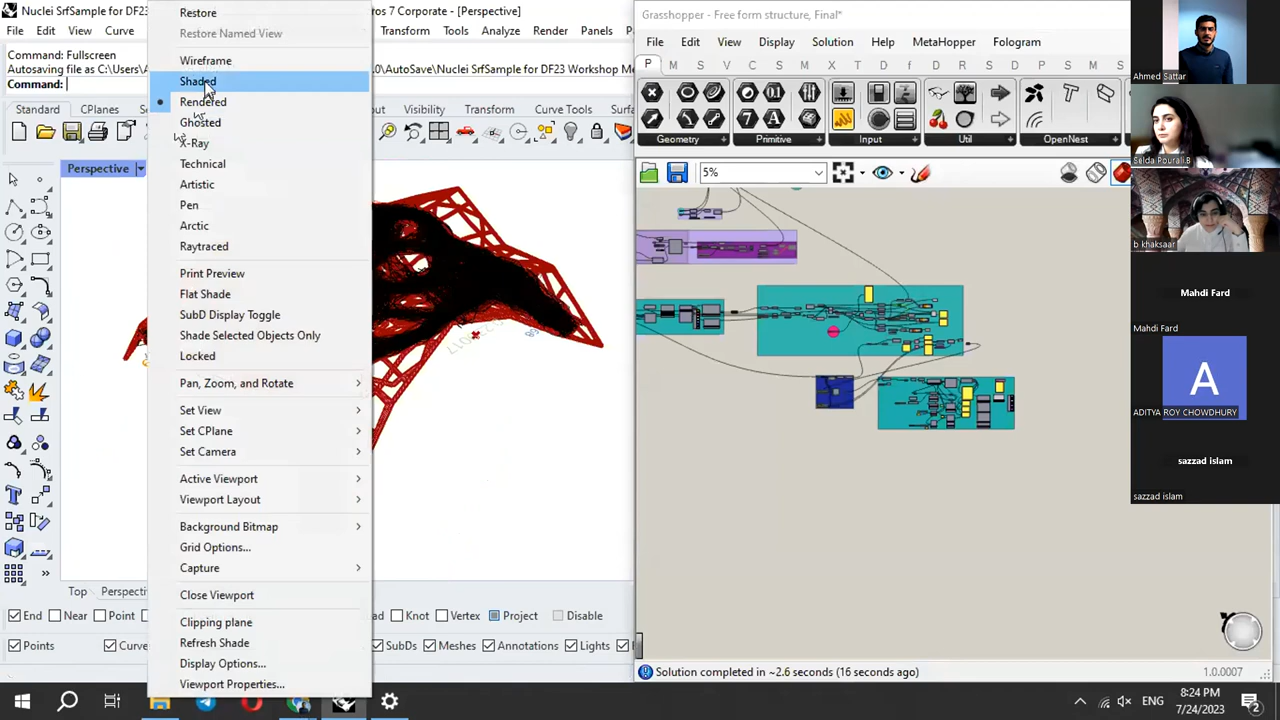 Nuclei SrfSample for DF23
ros 7 Corporate - [Perspective]
File Edit View Curve
Transform Tools Analyze Render Panels
Command: Fullscreen
Autosaving file as C:\Users\
0\AutoSave\Nuclei SrfSample for DF23 Workshop Me
Command:
Standard CPlanes
Visibility Transform Curve Tools
Perspective
Restore
Restore Named View
Wireframe
Shaded
Rendered
Ghosted
X-Ray
Technical
Artistic
Pen
Arctic
Raytraced
Print Preview
Flat Shade
SubD Display Toggle
Shade Selected Objects Only
Locked
Pan, Zoom, and Rotate
Set View
Set CPlane
Set Camera
Active Viewport
Viewport Layout
Background Bitmap
Grid Options...
Capture
Close Viewport
Clipping plane
Refresh Shade
Display Options...
Viewport Properties...
Top Perspecti
End Near Point
Knot Vertex Project Disable
Points Curve
SubDs Meshes Annotations Lights
Grasshopper - Free form structure, Final*
File Edit View Display Solution Help MetaHopper Fologram
P M S V C S M I X T S M D
Geometry Primitive Input Util OpenNest
5%
Solution completed in ~2.6 seconds (16 seconds ago)
1.0.0007
Ahmed Sattar
Selda Pourali.B
b khaksaar
Mahdi Fard
Mahdi Fard
A
ADITYA ROY CHOWDHURY
sazzad islam
sazzad islam
ENG
8:24 PM
7/24/2023
2